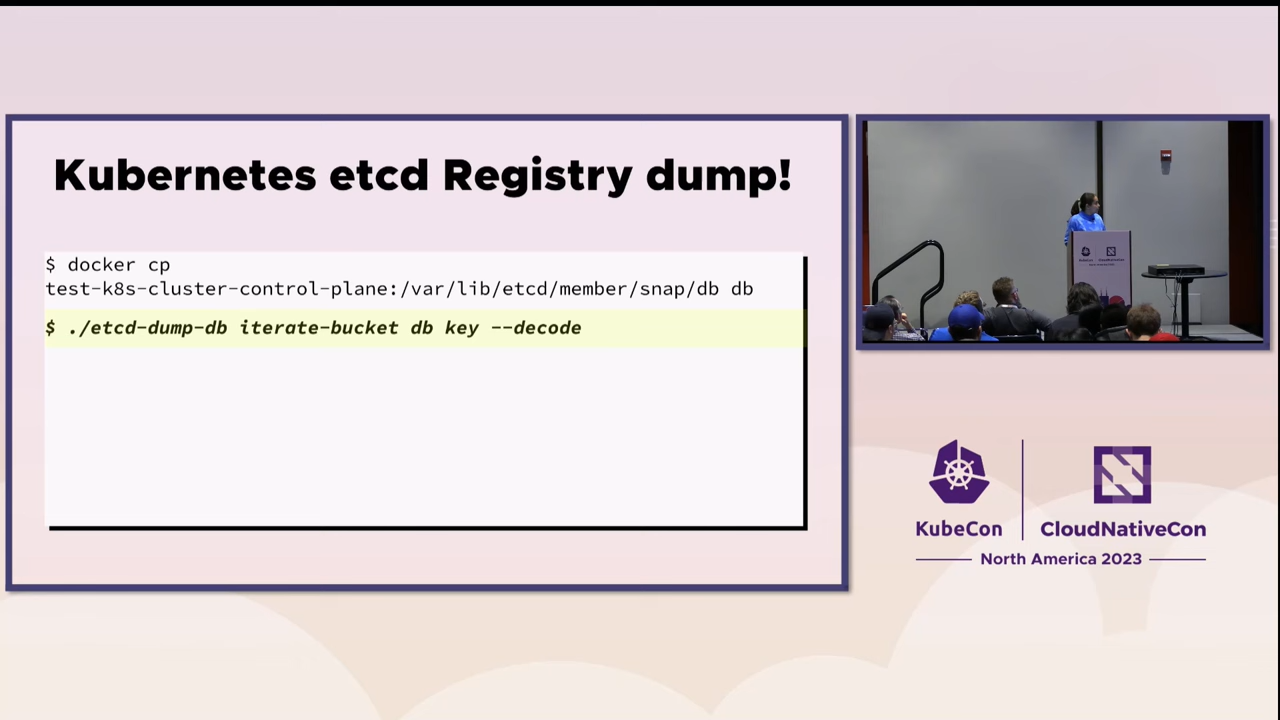 Kubernetes etcd Registry dump!
$ docker cp
test-k8s-cluster-control-plane:/var/lib/etcd/member/snap/db db
$ ./etcd-dump-db iterate-bucket db key --decode
KubeCon
CloudNativeCon
North America 2023